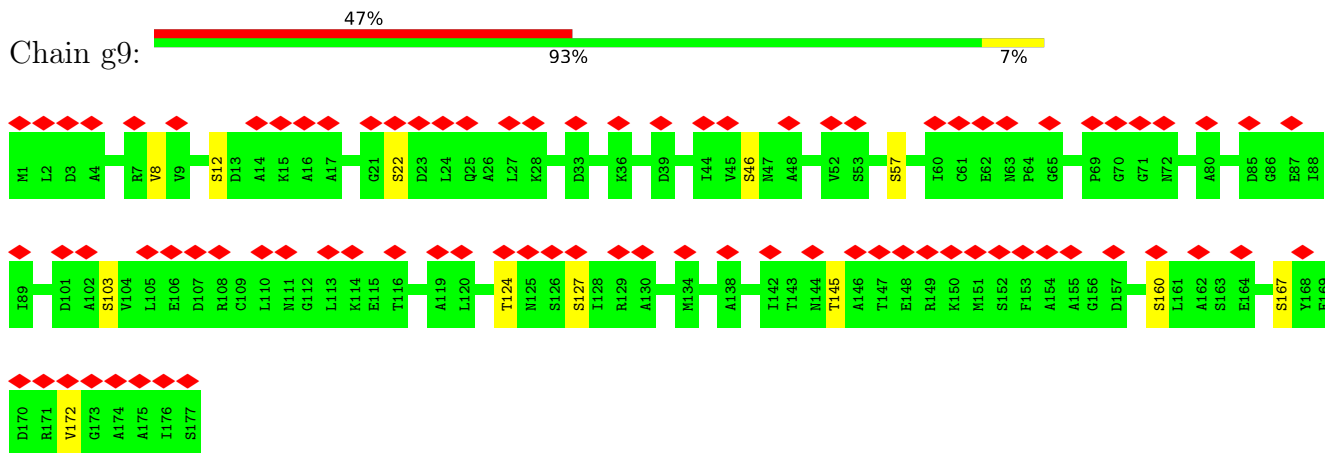 47%
Chain g9:
93% 7%
M1 L2 D3 A4 R7 V8 V9 S12 D13 A14 K15 A16 A17 G21 S22 D23 L24 Q25 A26 L27 K28 D33 K36 D39 I44 V45 S46 N47 A48 V52 S53 S57 I60 C61 E62 N63 P64 G65 P69 G70 G71 N72 A80 D85 G86 E87 I88
I89 D101 A102 S103 V104 L105 E106 D107 R108 C109 L110 N111 G112 L113 K114 E115 T116 A119 L120 T124 N125 S126 S127 I128 R129 A130 M134 A138 I142 T143 N144 T145 A146 T147 E148 R149 K150 M151 S152 F153 A154 A155 G156 D157 S160 L161 A162 S163 E164 S167 Y168 E169
D170 R171 V172 G173 A174 A175 I176 S177